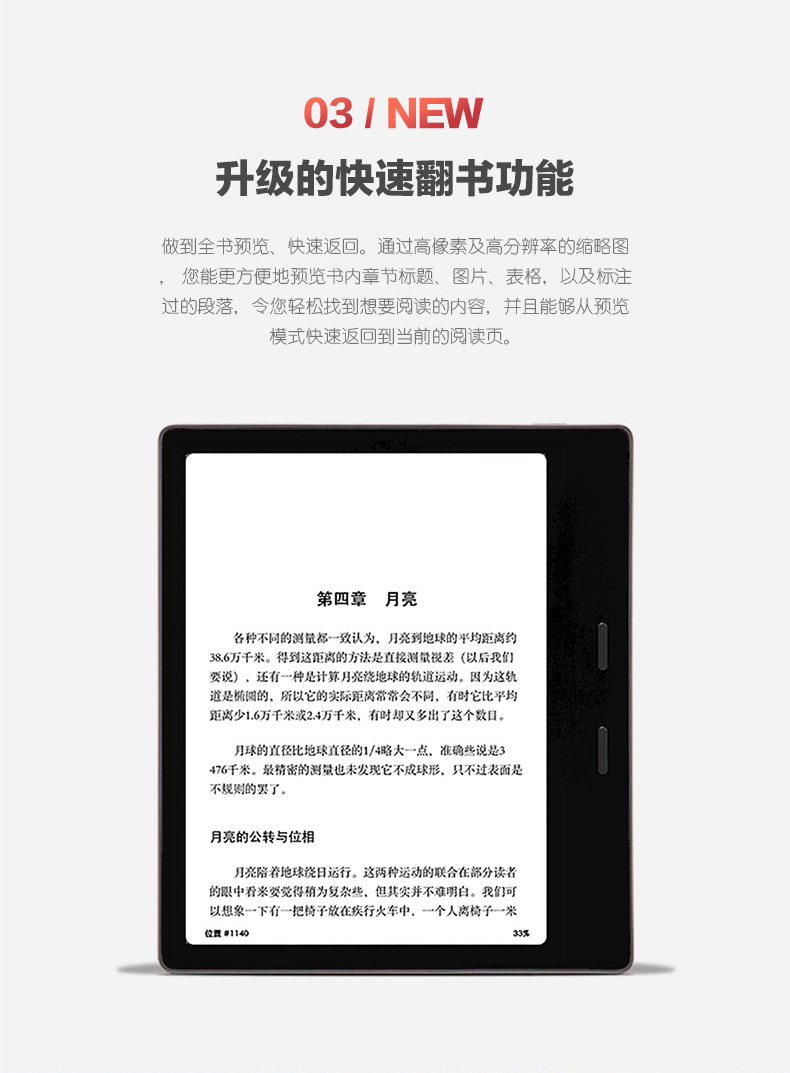 03 / NEW
升级的快速翻书功能
做到全书预览、快速返回。通过高像素及高分辨率的缩略图
， 您能更方便地预览书内章节标题、图片、表格，以及标注
过的段落，令您轻松找到想要阅读的内容，并且能够从预览
模式快速返回到当前的阅读页。
第四章 月亮
各种不同的测量都一致认为，月亮到地球的平均距离约
38.6万千米。得到这距离的方法是直接测量视差（以后我们
要说），还有一种是计算月亮绕地球的轨道运动。因为这轨
道是椭圆的，所以它的实际距离常常会不同，有时它比平均
距离少1.6万千米或2.4万千米，有时却又多出了这个数目。
月球的直径比地球直径的1/4略大一点，准确些说是3
476千米。最精密的测量也未发现它不成球形，只不过表面是
不规则的罢了。
月亮的公转与位相
月亮陪着地球绕日运行。这两种运动的联合在部分读者
的眼中看来要觉得稍为复杂些，但其实并不难明白。我们可
以想象一下有一把椅子放在疾行火车中，一个人离椅子一米
位置 #1140
33%